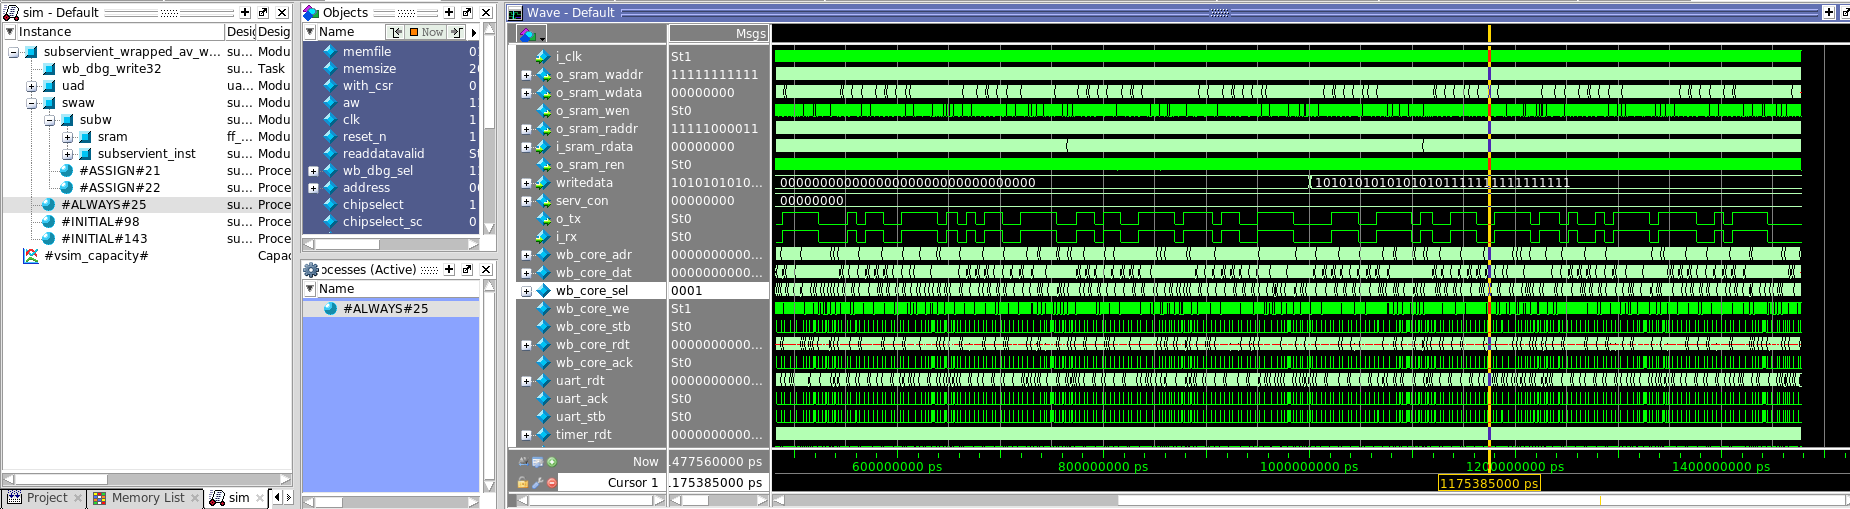 sim - Default
Instance Desig Desig
subservient_wrapped_av_w... su... Modu
wb_dbg_write32 su... Task
uad ua... Modu
swaw su... Modu
subw su... Modu
sram ff_... Modu
subservient_inst su... Modu
#ASSIGN#21 su... Proce
#ASSIGN#22 su... Proce
#ALWAYS#25 su... Proce
#INITIAL#98 su... Proce
#INITIAL#143 su... Proce
#vsim_capacity# Capac
Project Memory List sim
Objects
Name Now
memfile
memsize
with_csr 0
aw
clk 1
reset_n 1
readdatavalid
wb_dbg_sel
address
chipselect 1
chipselect_sc 0
ocesses (Active)
Name
#ALWAYS#25
Wave - Default
Msgs
i_clk St1
o_sram_waddr 11111111111
o_sram_wdata 00000000
o_sram_wen St0
o_sram_raddr 11111000011
i_sram_rdata 00000000
o_sram_ren St0
writedata 1010101010... 00000000000000000000000000000000 10101010101010101111111111111111
serv_con 00000000 00000000
o_tx St0
i_rx St0
wb_core_adr 0000000000...
wb_core_dat 0000000000...
wb_core_sel 0001
wb_core_we St1
wb_core_stb St0
wb_core_rdt 0000000000...
wb_core_ack St0
uart_rdt 0000000000...
uart_ack St0
uart_stb St0
timer_rdt 0000000000...
Now .477560000 ps 600000000 ps 800000000 ps 1000000000 ps 1200000000 ps 1400000000 ps
Cursor 1 .175385000 ps 1175385000 ps